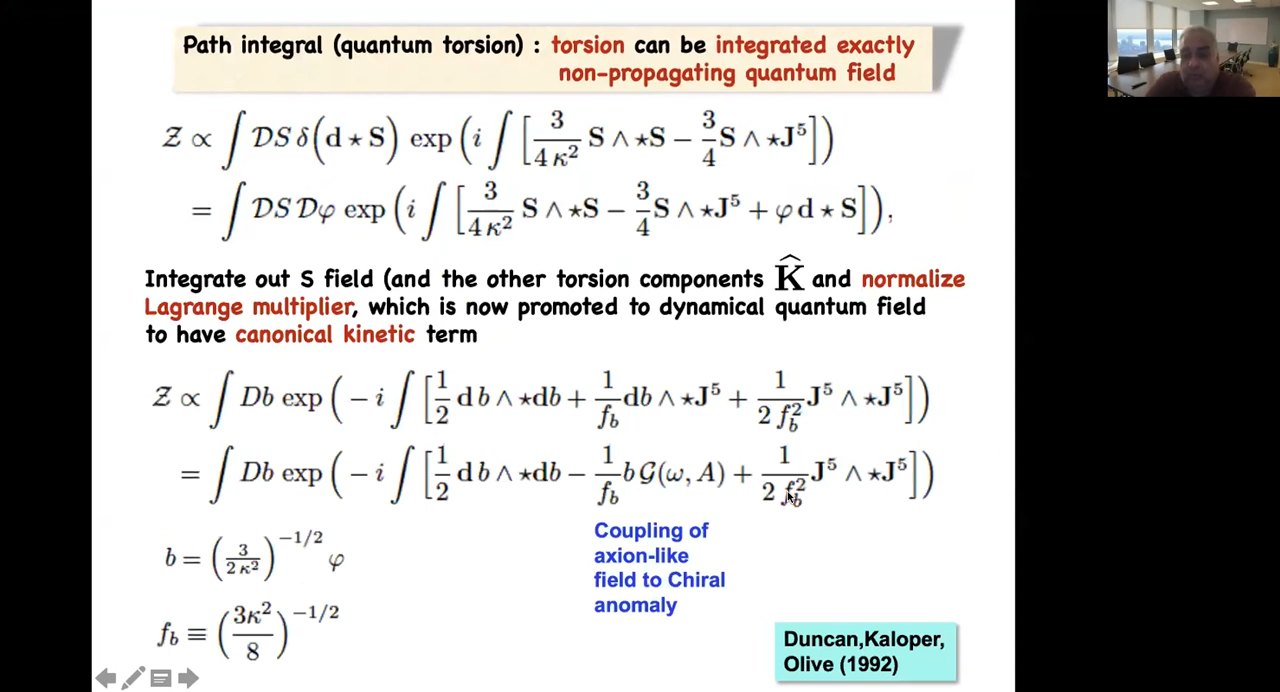 Path integral (quantum torsion) : torsion can be integrated exactly
non-propagating quantum field
𝒵 ∝ ∫ 𝒟S δ(d ⋆ S) exp(i ∫ [3/(4κ²) S ∧ ⋆S − 3/4 S ∧ ⋆J⁵])
= ∫ 𝒟S 𝒟φ exp(i ∫ [3/(4κ²) S ∧ ⋆S − 3/4 S ∧ ⋆J⁵ + φ d ⋆ S]),
Integrate out S field (and the other torsion components K̂ and normalize
Lagrange multiplier, which is now promoted to dynamical quantum field
to have canonical kinetic term
𝒵 ∝ ∫ Db exp(− i ∫ [1/2 db ∧ ⋆db + 1/f_b db ∧ ⋆J⁵ + 1/(2 f_b²) J⁵ ∧ ⋆J⁵])
= ∫ Db exp(− i ∫ [1/2 db ∧ ⋆db − 1/f_b b 𝒢(ω, A) + 1/(2 f_b²) J⁵ ∧ ⋆J⁵])
b = (3/(2κ²))^(−1/2) φ
f_b ≡ (3κ²/8)^(−1/2)
Coupling of
axion-like
field to Chiral
anomaly
Duncan,Kaloper,
Olive (1992)